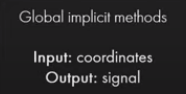 Global implicit methods
Input: coordinates
Output: signal